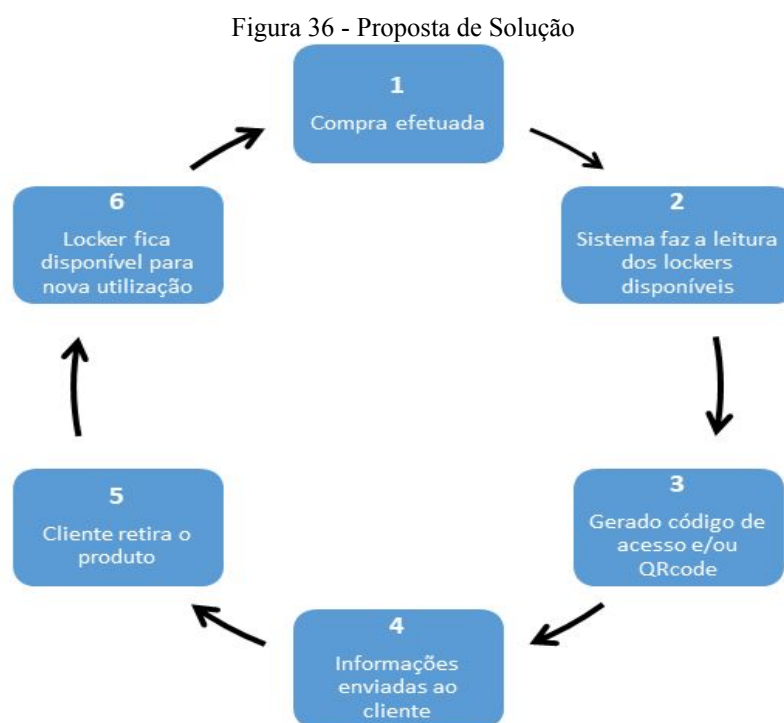 Figura 36 - Proposta de Solução
1
Compra efetuada
2
Sistema faz a leitura
dos lockers
disponíveis
3
Gerado código de
acesso e/ou
QRcode
4
Informações
enviadas ao
cliente
5
Cliente retira o
produto
6
Locker fica
disponível para
nova utilização